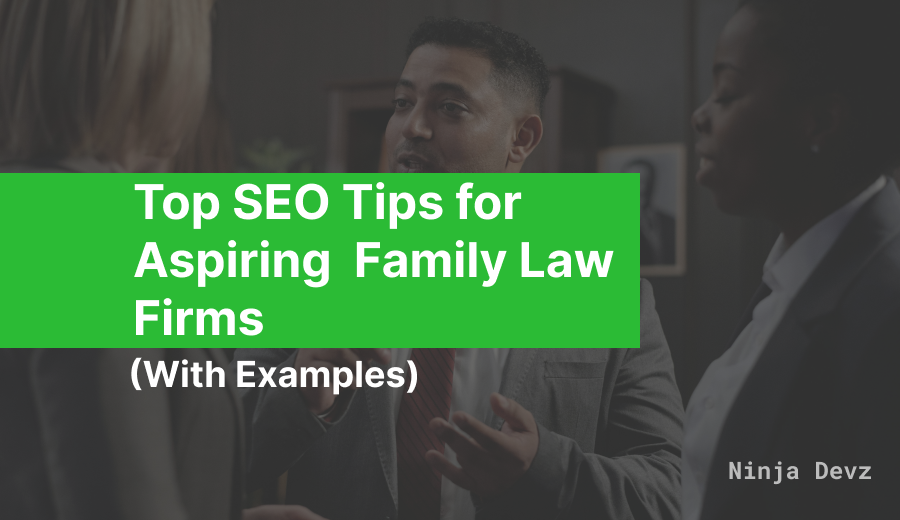 Top SEO Tips for
Aspiring  Family Law
Firms
(With Examples)
Ninja Devz